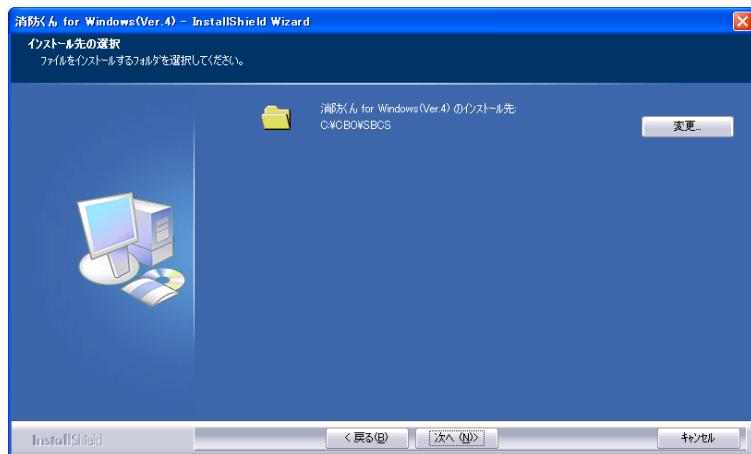 消防くん for Windows(Ver.4) - InstallShield Wizard
インストール先の選択
ファイルをインストールするフォルダを選択してください。
消防くん for Windows(Ver.4) のインストール先:
C:¥CBO¥SBCS
変更...
InstallShield
< 戻る(B)
次へ (N)>
キャンセル